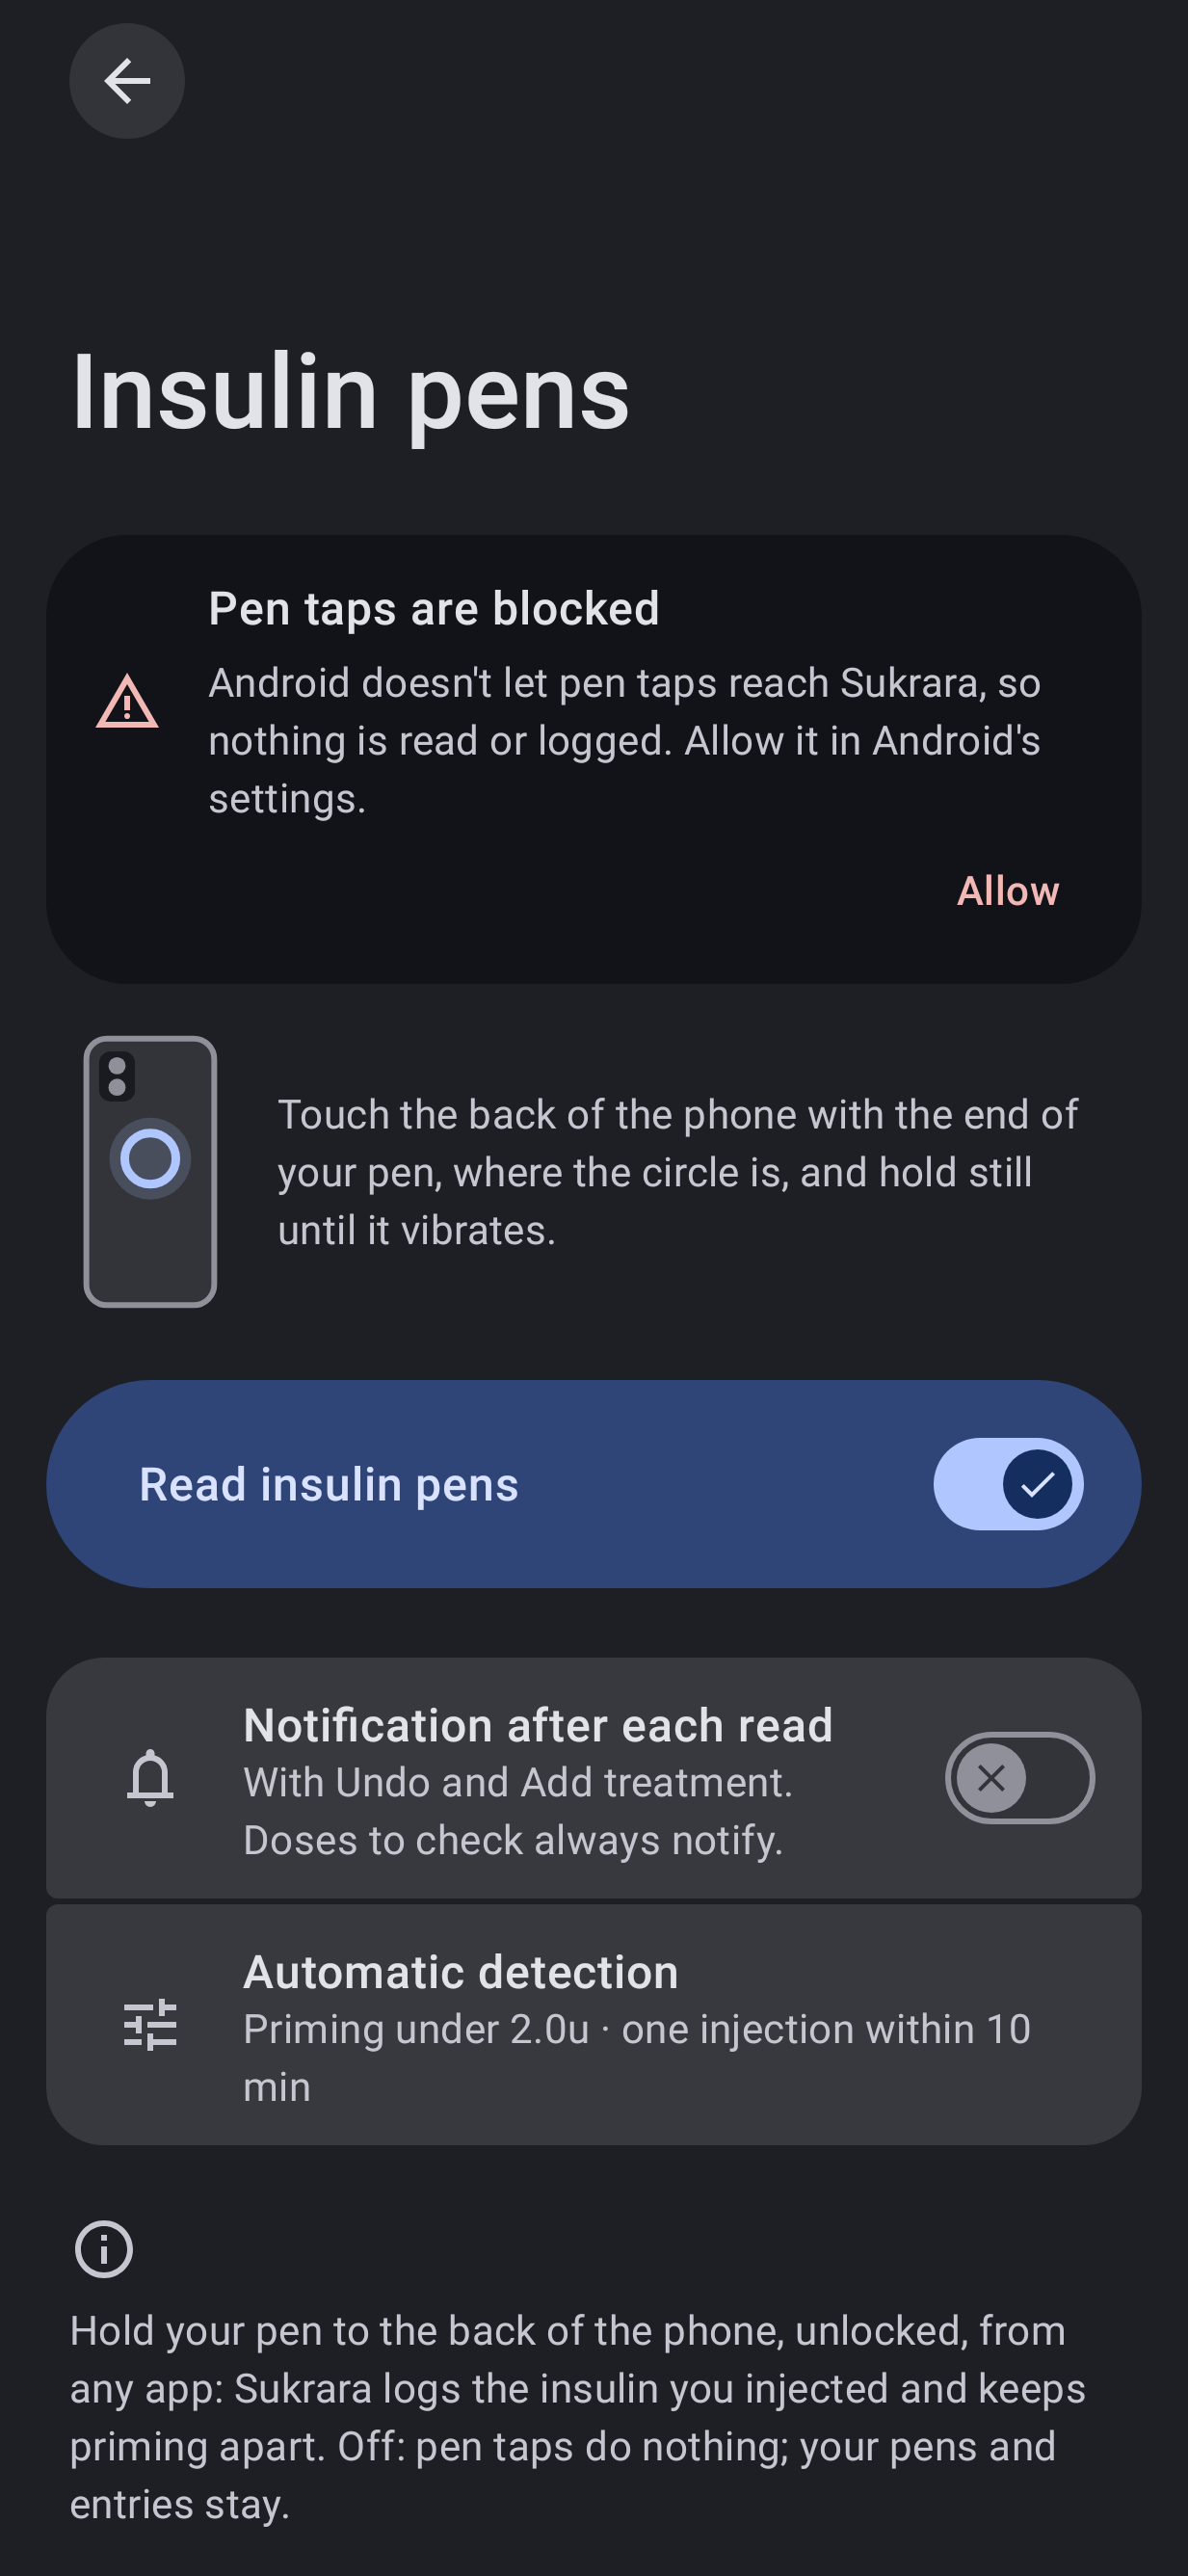 Insulin pens
Pen taps are blocked
Android doesn't let pen taps reach Sukrara, so
nothing is read or logged. Allow it in Android's
settings.
Allow
Touch the back of the phone with the end of
your pen, where the circle is, and hold still
until it vibrates.
Read insulin pens
Notification after each read
With Undo and Add treatment.
Doses to check always notify.
Automatic detection
Priming under 2.0u · one injection within 10
min
Hold your pen to the back of the phone, unlocked, from
any app: Sukrara logs the insulin you injected and keeps
priming apart. Off: pen taps do nothing; your pens and
entries stay.